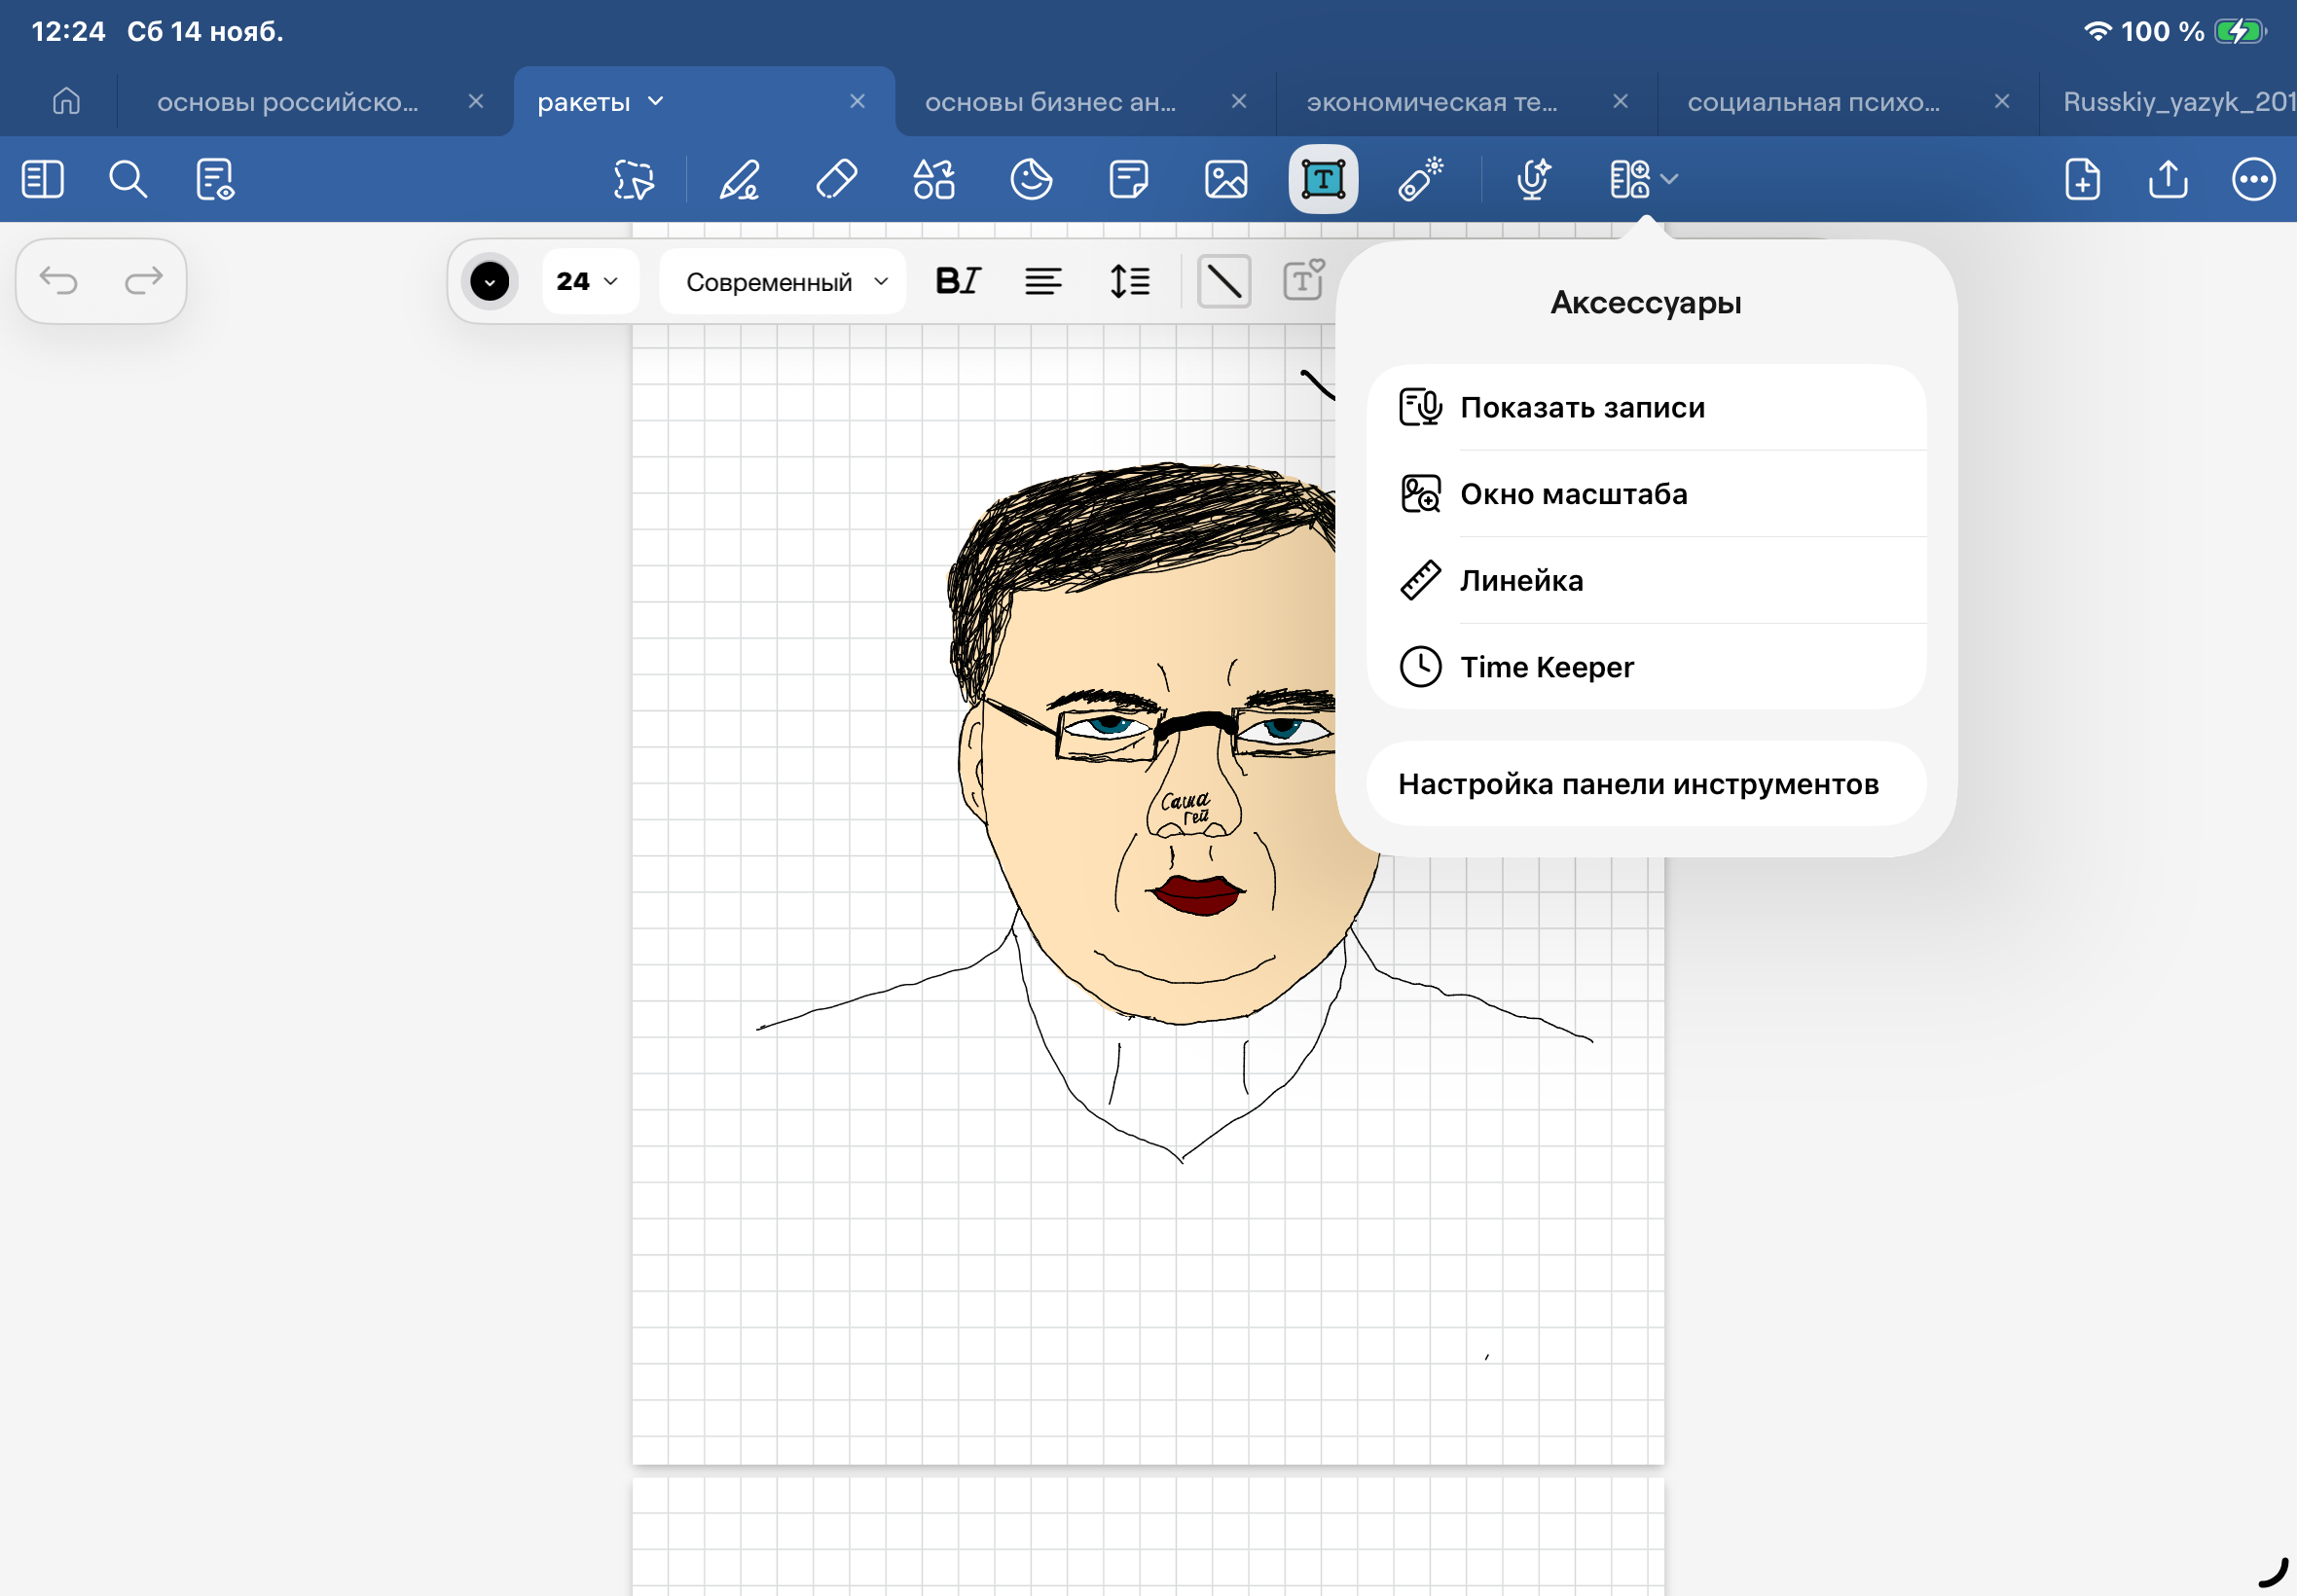 12:24 Сб 14 нояб.
100 %
основы российско...
ракеты
основы бизнес ан...
экономическая те...
социальная психо...
Russkiy_yazyk_201
24
Современный
BI
T
Аксессуары
Показать записи
Окно масштаба
Линейка
Time Keeper
Настройка панели инструментов
Саша
гей